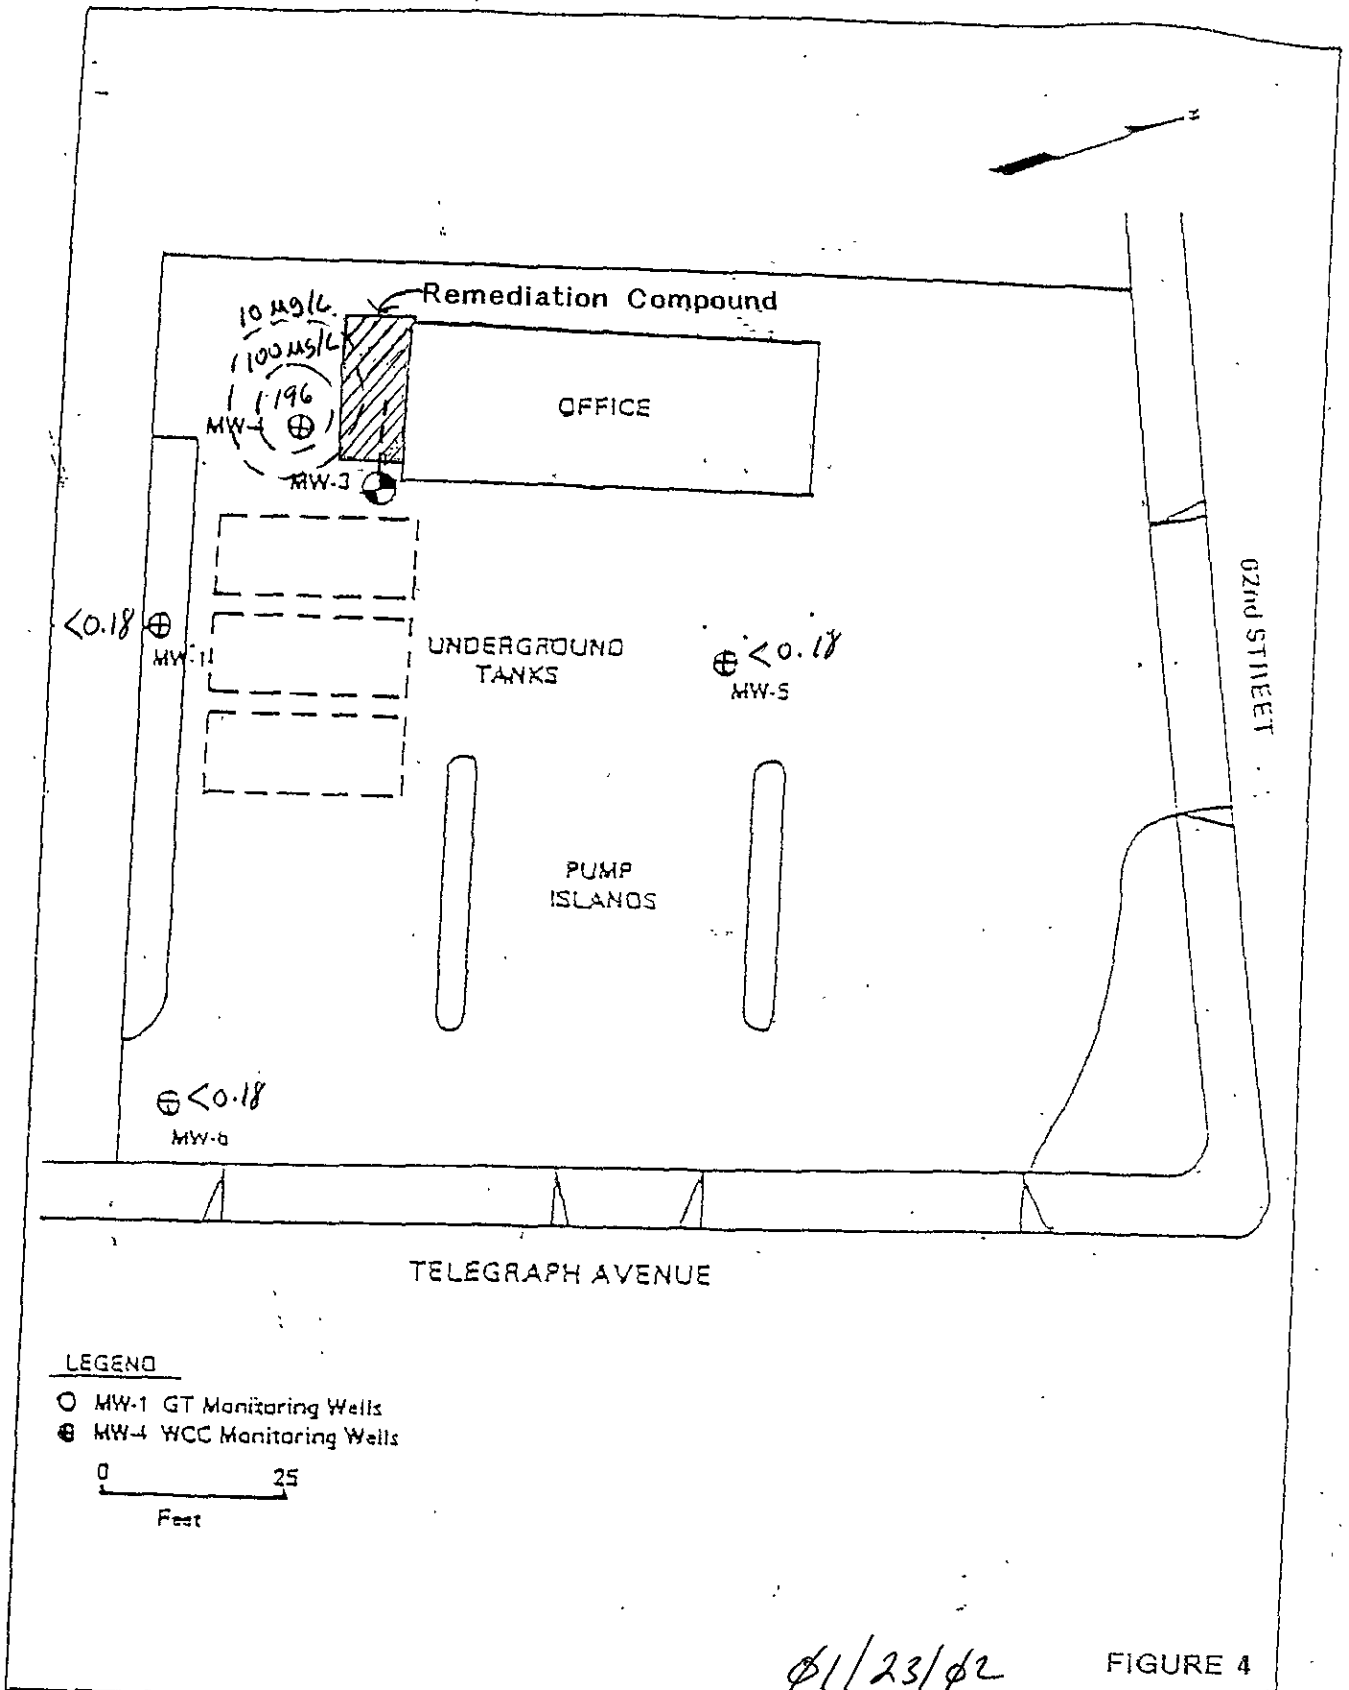 z
Remediation Compound
10 µg/L
100 µg/L
196
OFFICE
MW-4
MW-3
<0.18
MW-1
UNDERGROUND
TANKS
<0.18
MW-5
62nd STREET
PUMP
ISLANDS
<0.18
MW-6
TELEGRAPH AVENUE
LEGEND
MW-1 GT Monitoring Wells
MW-4 WCC Monitoring Wells
0 25
Feet
01/23/02
FIGURE 4